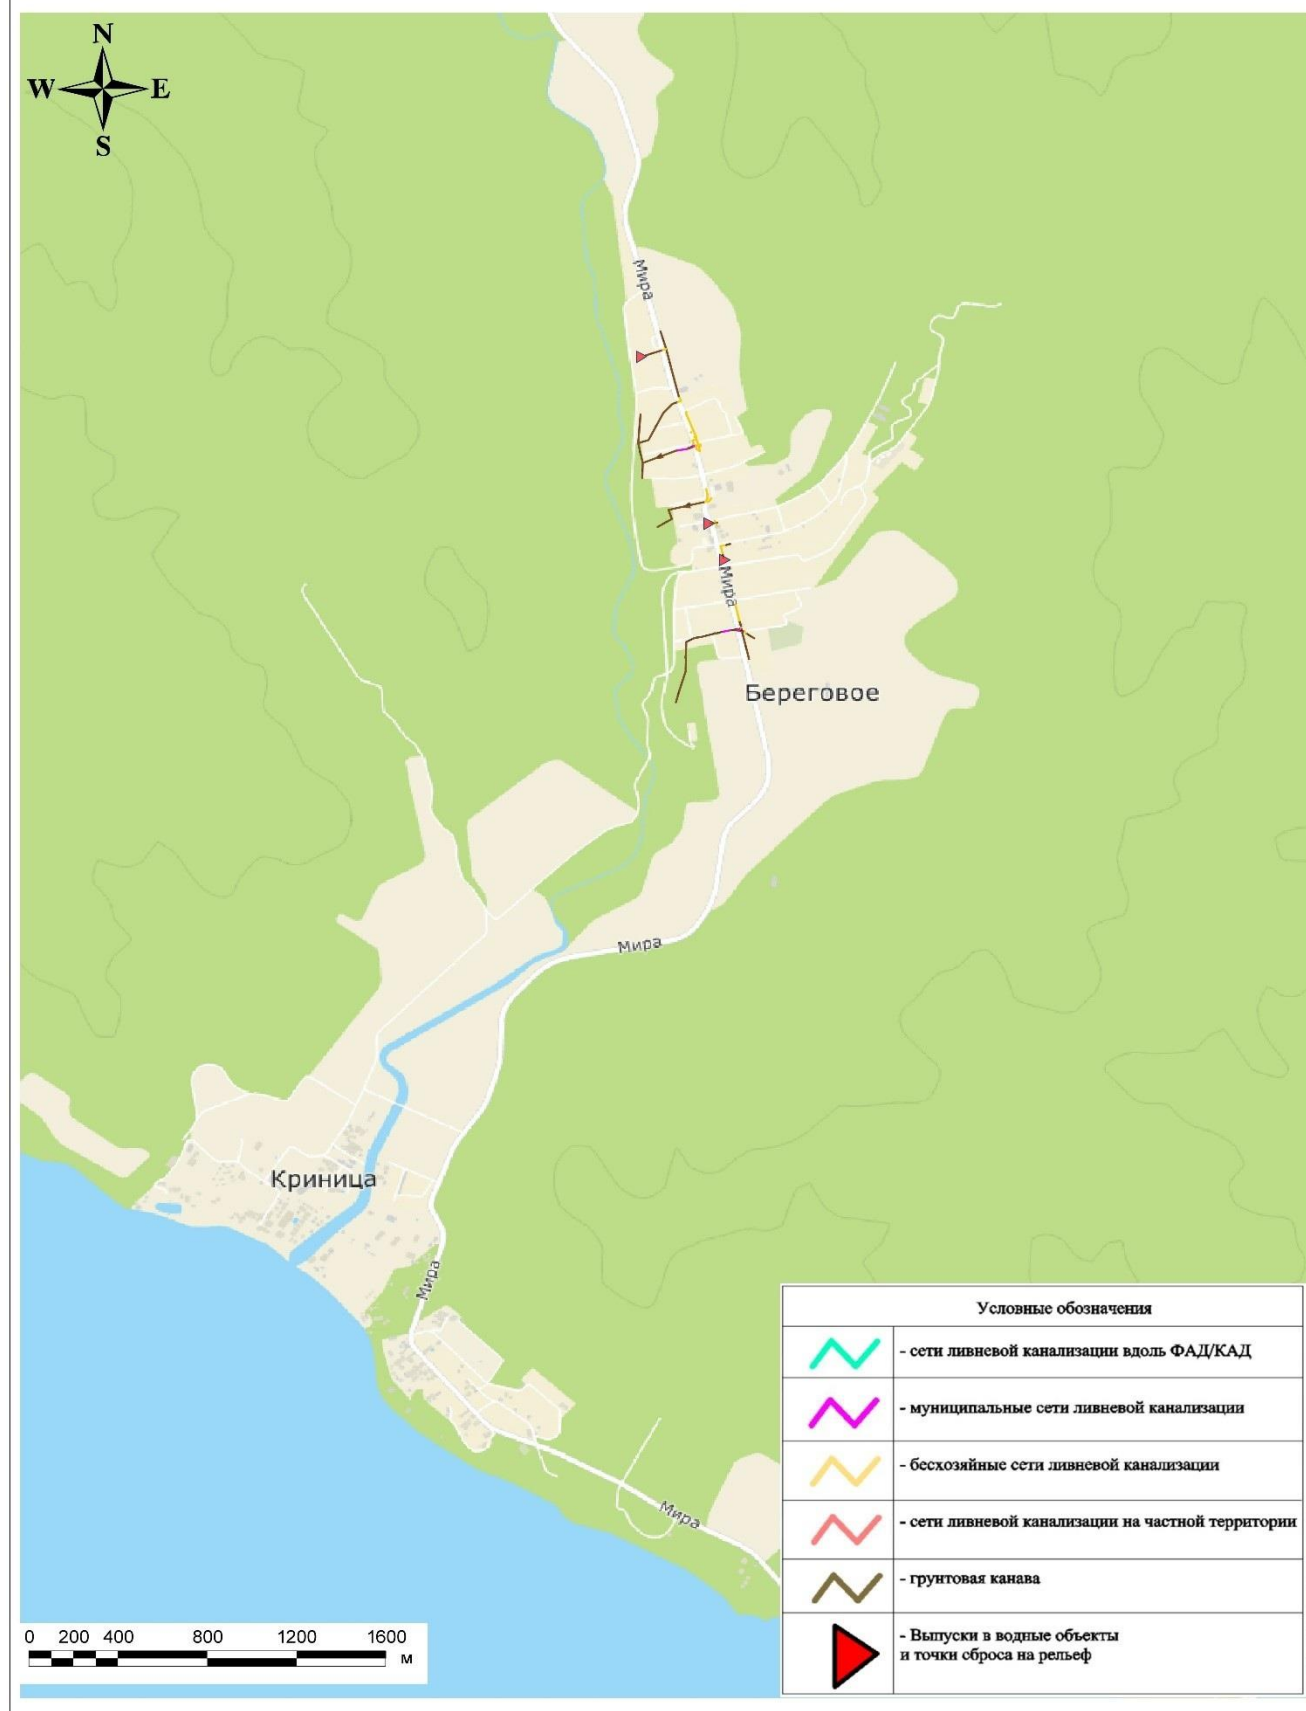 N
W E
S
Мира
Мира
Береговое
Мира
Криница
Мира
Мира
Условные обозначения
- сети ливневой канализации вдоль ФАД/КАД
- муниципальные сети ливневой канализации
- бесхозяйные сети ливневой канализации
- сети ливневой канализации на частной территории
- грунтовая канава
- Выпуски в водные объекты
и точки сброса на рельеф
0 200 400 800 1200 1600
м